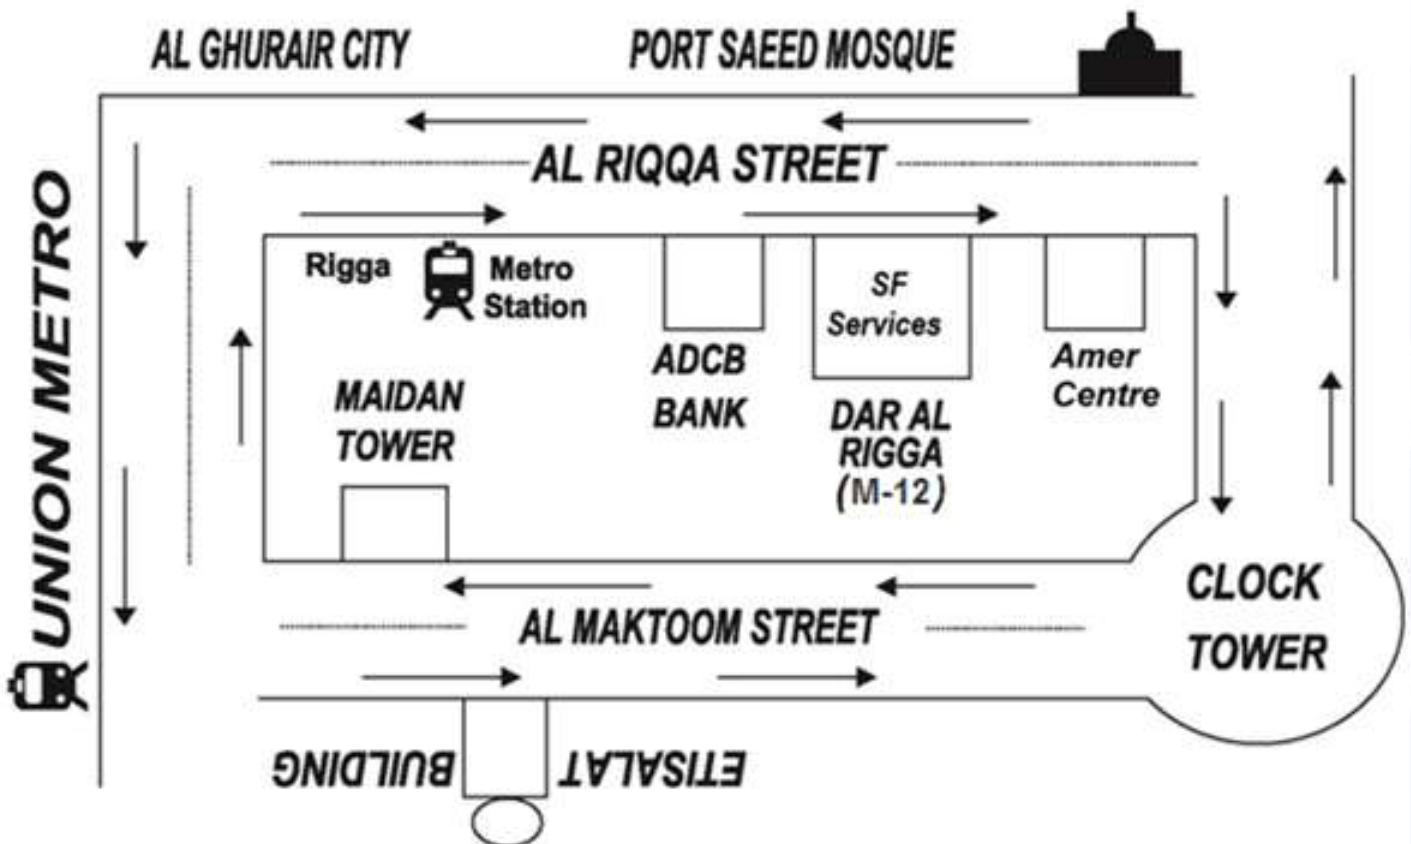 AL GHURAIR CITY
PORT SAEED MOSQUE
AL RIQQA STREET
UNION METRO
Rigga
Metro
Station
ADCB
BANK
SF
Services
DAR AL
RIGGA
(M-12)
Amer
Centre
MAIDAN
TOWER
AL MAKTOOM STREET
CLOCK
TOWER
ETISALAT
BUILDING